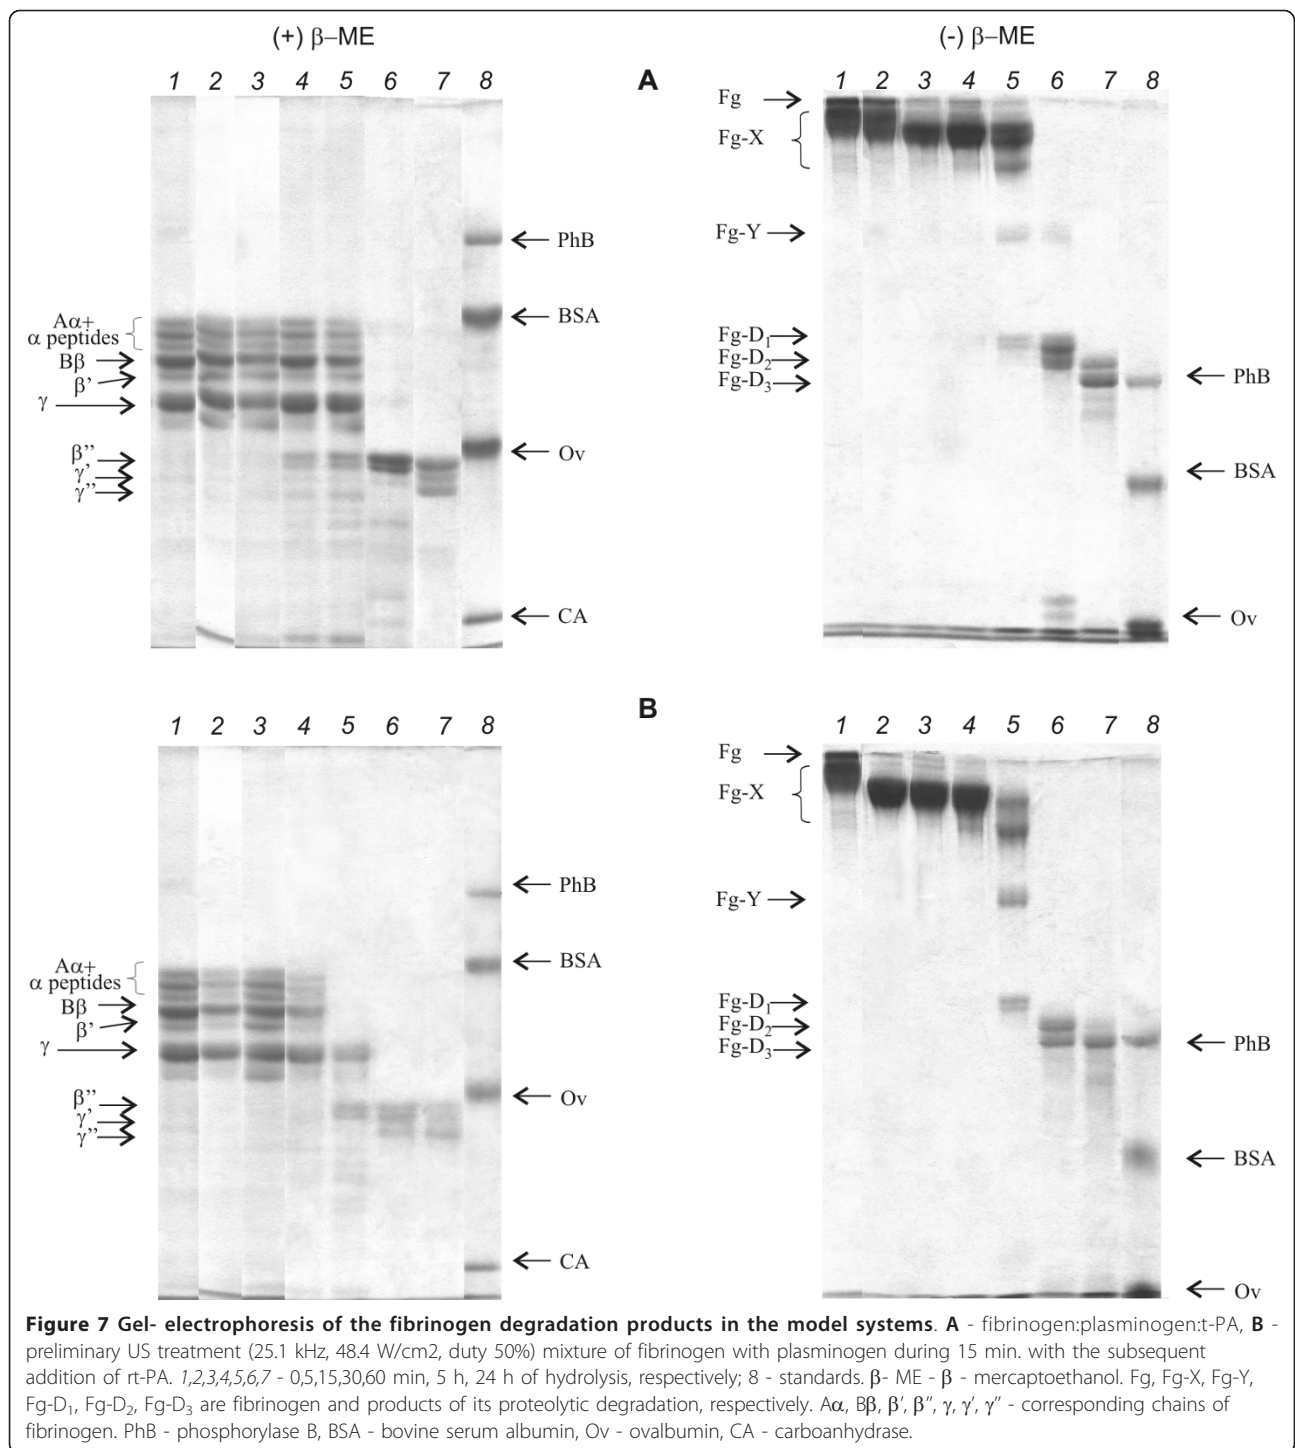 (+) β–ME
(-) β–ME
A
1 2 3 4 5 6 7 8
PhB
BSA
Aα+
α peptides
Bβ
β’
γ
β’’
γ’
γ’’
Ov
CA
1 2 3 4 5 6 7 8
Fg
Fg-X
Fg-Y
Fg-D₁
Fg-D₂
Fg-D₃
PhB
BSA
Ov
B
1 2 3 4 5 6 7 8
PhB
BSA
Aα+
α peptides
Bβ
β’
γ
β’’
γ’
γ’’
Ov
CA
1 2 3 4 5 6 7 8
Fg
Fg-X
Fg-Y
Fg-D₁
Fg-D₂
Fg-D₃
PhB
BSA
Ov
Figure 7 Gel- electrophoresis of the fibrinogen degradation products in the model systems. A - fibrinogen:plasminogen:t-PA, B -
preliminary US treatment (25.1 kHz, 48.4 W/cm2, duty 50%) mixture of fibrinogen with plasminogen during 15 min. with the subsequent
addition of rt-PA. 1,2,3,4,5,6,7 - 0,5,15,30,60 min, 5 h, 24 h of hydrolysis, respectively; 8 - standards. β- ME - β - mercaptoethanol. Fg, Fg-X, Fg-Y,
Fg-D₁, Fg-D₂, Fg-D₃ are fibrinogen and products of its proteolytic degradation, respectively. Aα, Bβ, β’, β’’, γ, γ’, γ’’ - corresponding chains of
fibrinogen. PhB - phosphorylase B, BSA - bovine serum albumin, Ov - ovalbumin, CA - carboanhydrase.